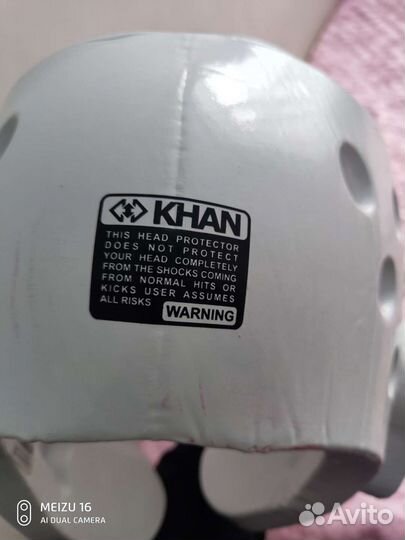 KHAN
THIS HEAD PROTECTOR
DOES NOT PROTECT
YOUR HEAD COMPLETELY
FROM THE SHOCKS COMING
FROM NORMAL HITS OR
KICKS USER ASSUMES
ALL RISKS
WARNING
MEIZU 16
AI DUAL CAMERA
Avito